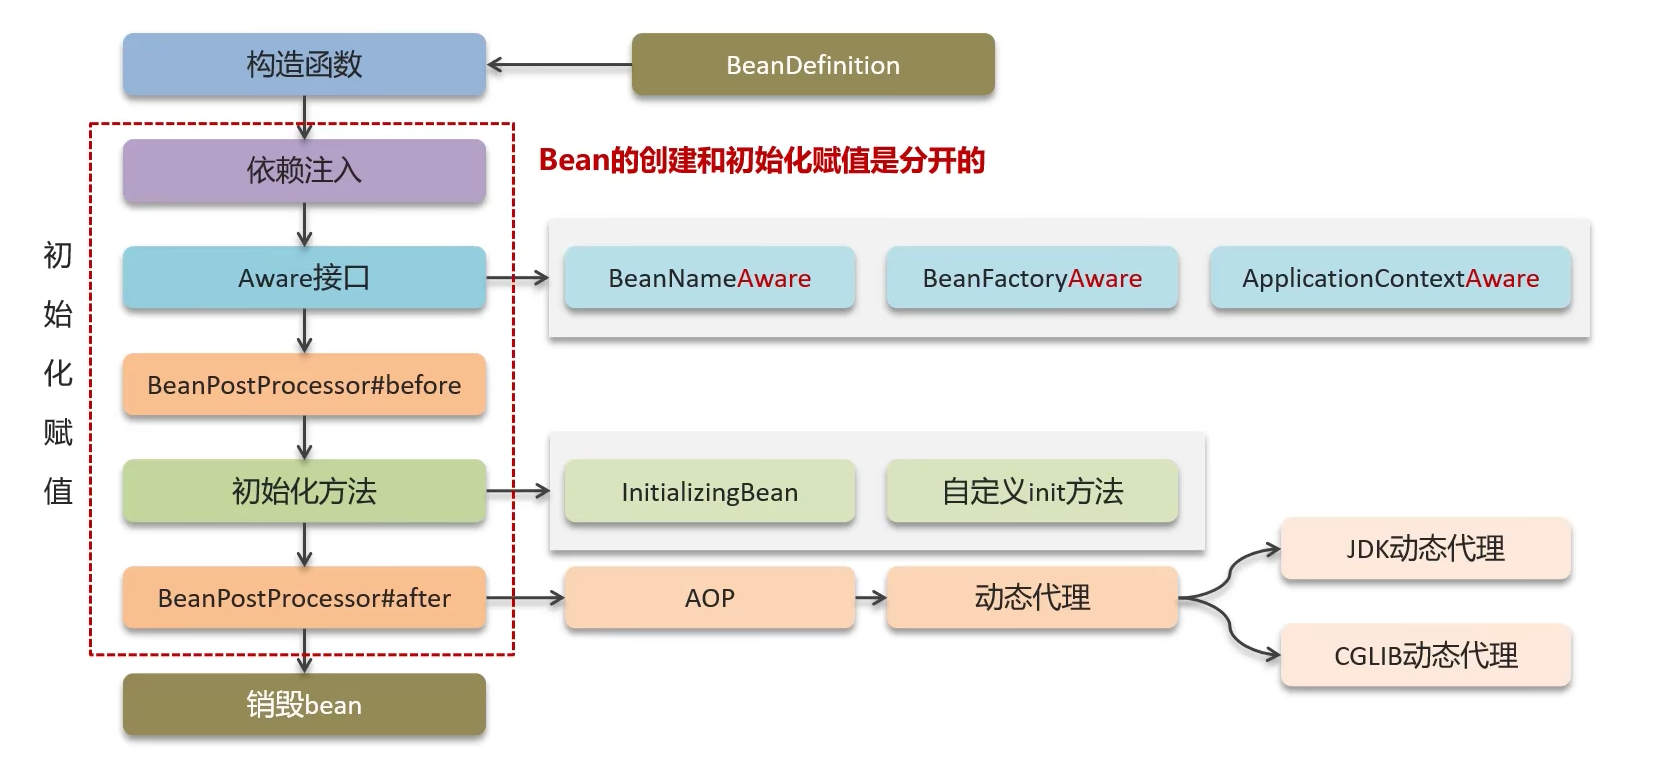 构造函数
BeanDefinition
依赖注入
Bean的创建和初始化赋值是分开的
初始化赋值
Aware接口
BeanNameAware
BeanFactoryAware
ApplicationContextAware
BeanPostProcessor#before
初始化方法
InitializingBean
自定义init方法
BeanPostProcessor#after
AOP
动态代理
JDK动态代理
CGLIB动态代理
销毁bean